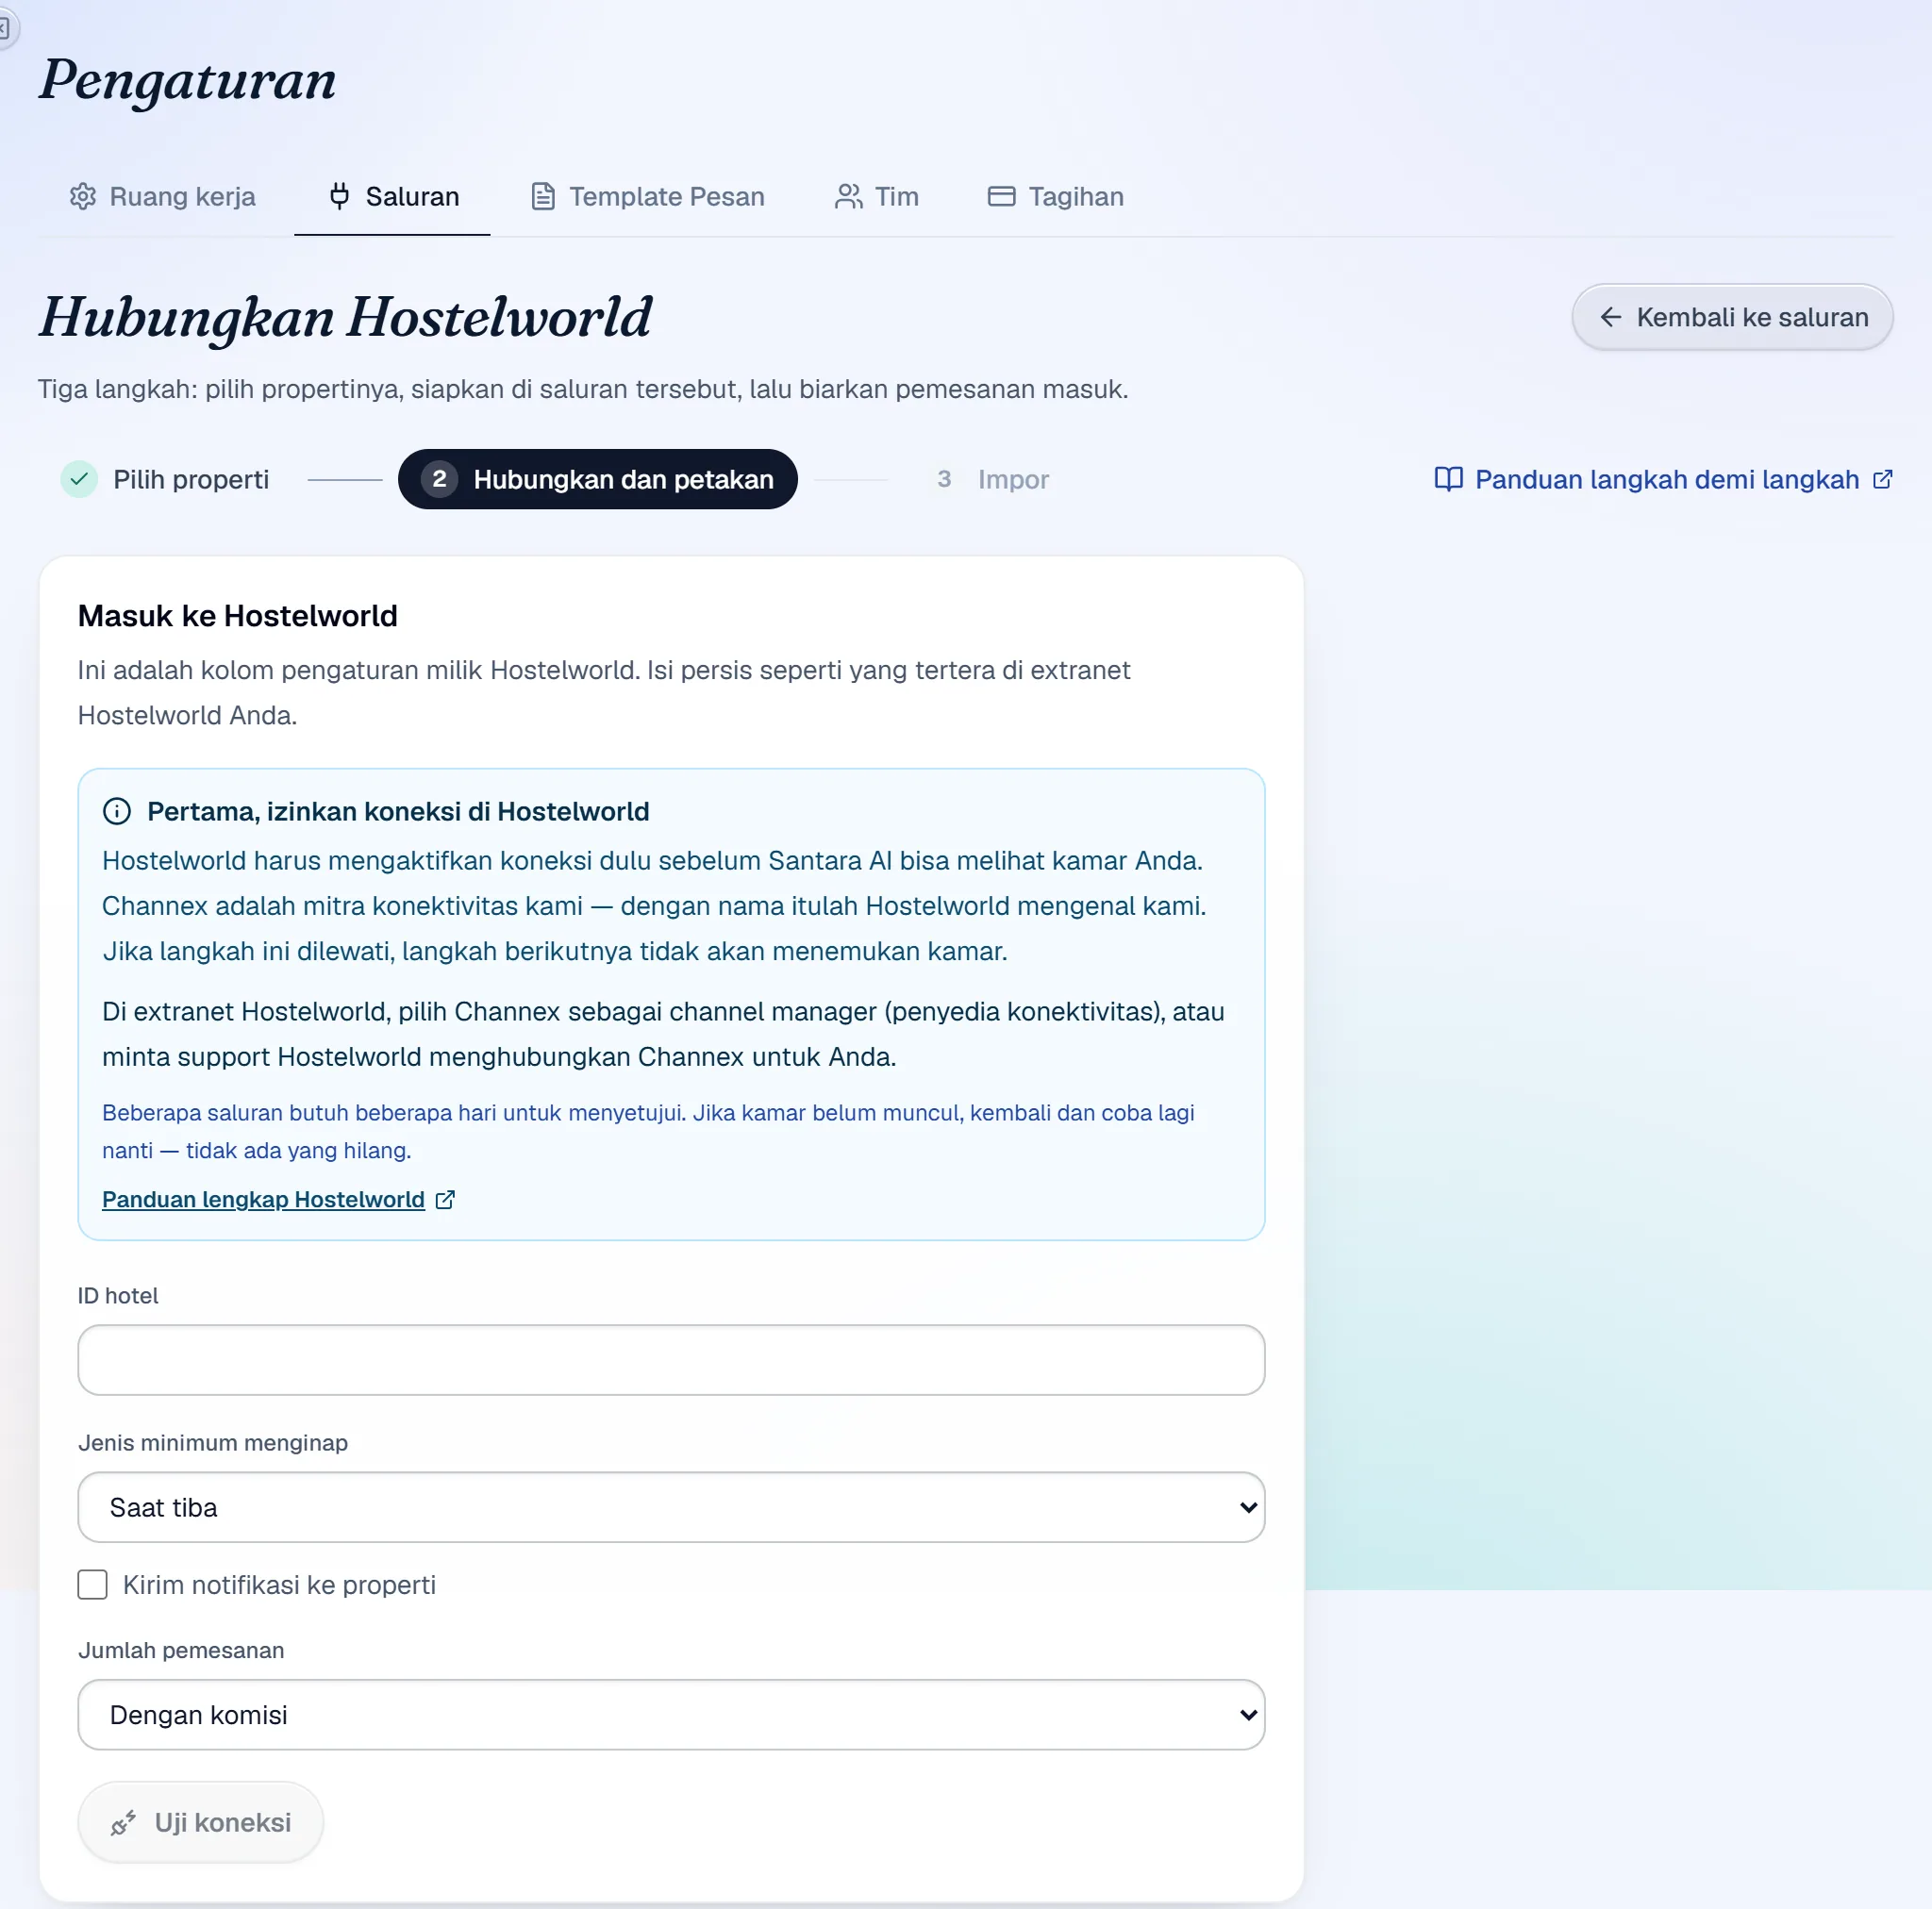 Pengaturan
Ruang kerja
Saluran
Template Pesan
Tim
Tagihan
Hubungkan Hostelworld
Kembali ke saluran
Tiga langkah: pilih propertinya, siapkan di saluran tersebut, lalu biarkan pemesanan masuk.
Pilih properti
2 Hubungkan dan petakan
3 Impor
Panduan langkah demi langkah
Masuk ke Hostelworld
Ini adalah kolom pengaturan milik Hostelworld. Isi persis seperti yang tertera di extranet
Hostelworld Anda.
Pertama, izinkan koneksi di Hostelworld
Hostelworld harus mengaktifkan koneksi dulu sebelum Santara AI bisa melihat kamar Anda.
Channex adalah mitra konektivitas kami — dengan nama itulah Hostelworld mengenal kami.
Jika langkah ini dilewati, langkah berikutnya tidak akan menemukan kamar.
Di extranet Hostelworld, pilih Channex sebagai channel manager (penyedia konektivitas), atau
minta support Hostelworld menghubungkan Channex untuk Anda.
Beberapa saluran butuh beberapa hari untuk menyetujui. Jika kamar belum muncul, kembali dan coba lagi
nanti — tidak ada yang hilang.
Panduan lengkap Hostelworld
ID hotel
Jenis minimum menginap
Saat tiba
Kirim notifikasi ke properti
Jumlah pemesanan
Dengan komisi
Uji koneksi